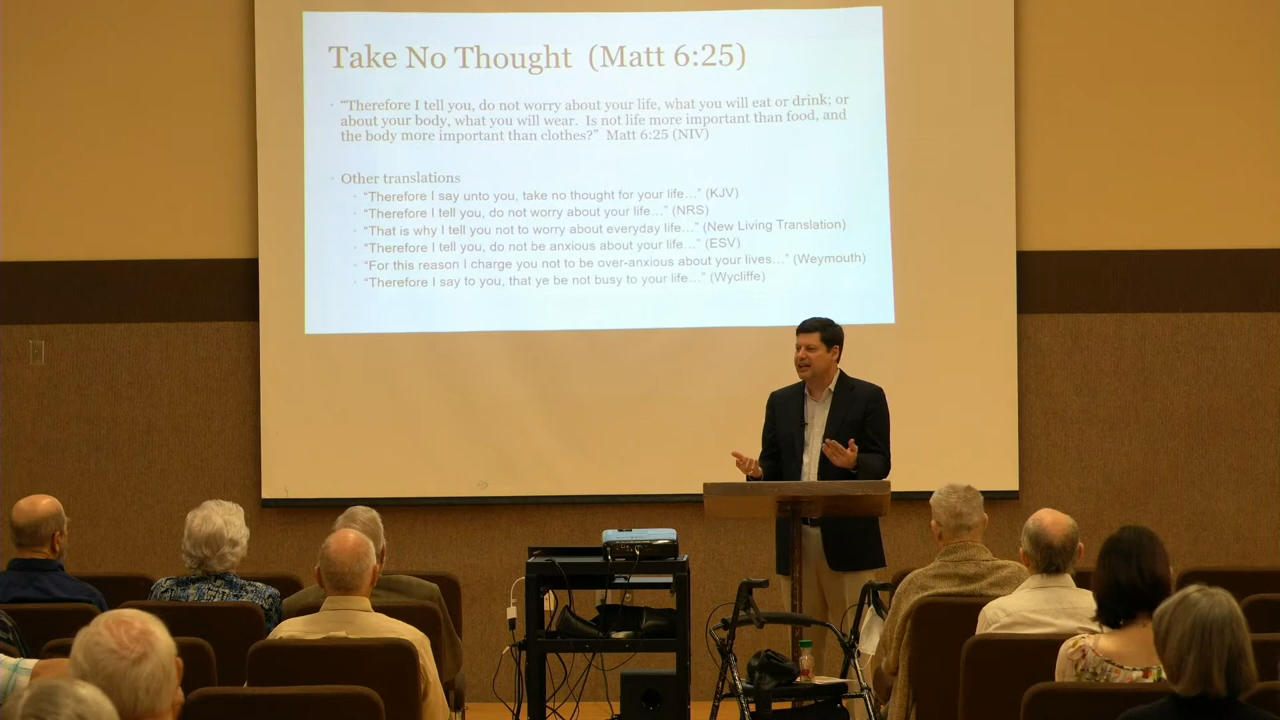 Take No Thought (Matt 6:25)
“Therefore I tell you, do not worry about your life, what you will eat or drink; or
about your body, what you will wear. Is not life more important than food, and
the body more important than clothes?” Matt 6:25 (NIV)
Other translations
“Therefore I say unto you, take no thought for your life…” (KJV)
“Therefore I tell you, do not worry about your life…” (NRS)
“That is why I tell you not to worry about everyday life…” (New Living Translation)
“Therefore I tell you, do not be anxious about your life…” (ESV)
“For this reason I charge you not to be over-anxious about your lives…” (Weymouth)
“Therefore I say to you, that ye be not busy to your life…” (Wycliffe)